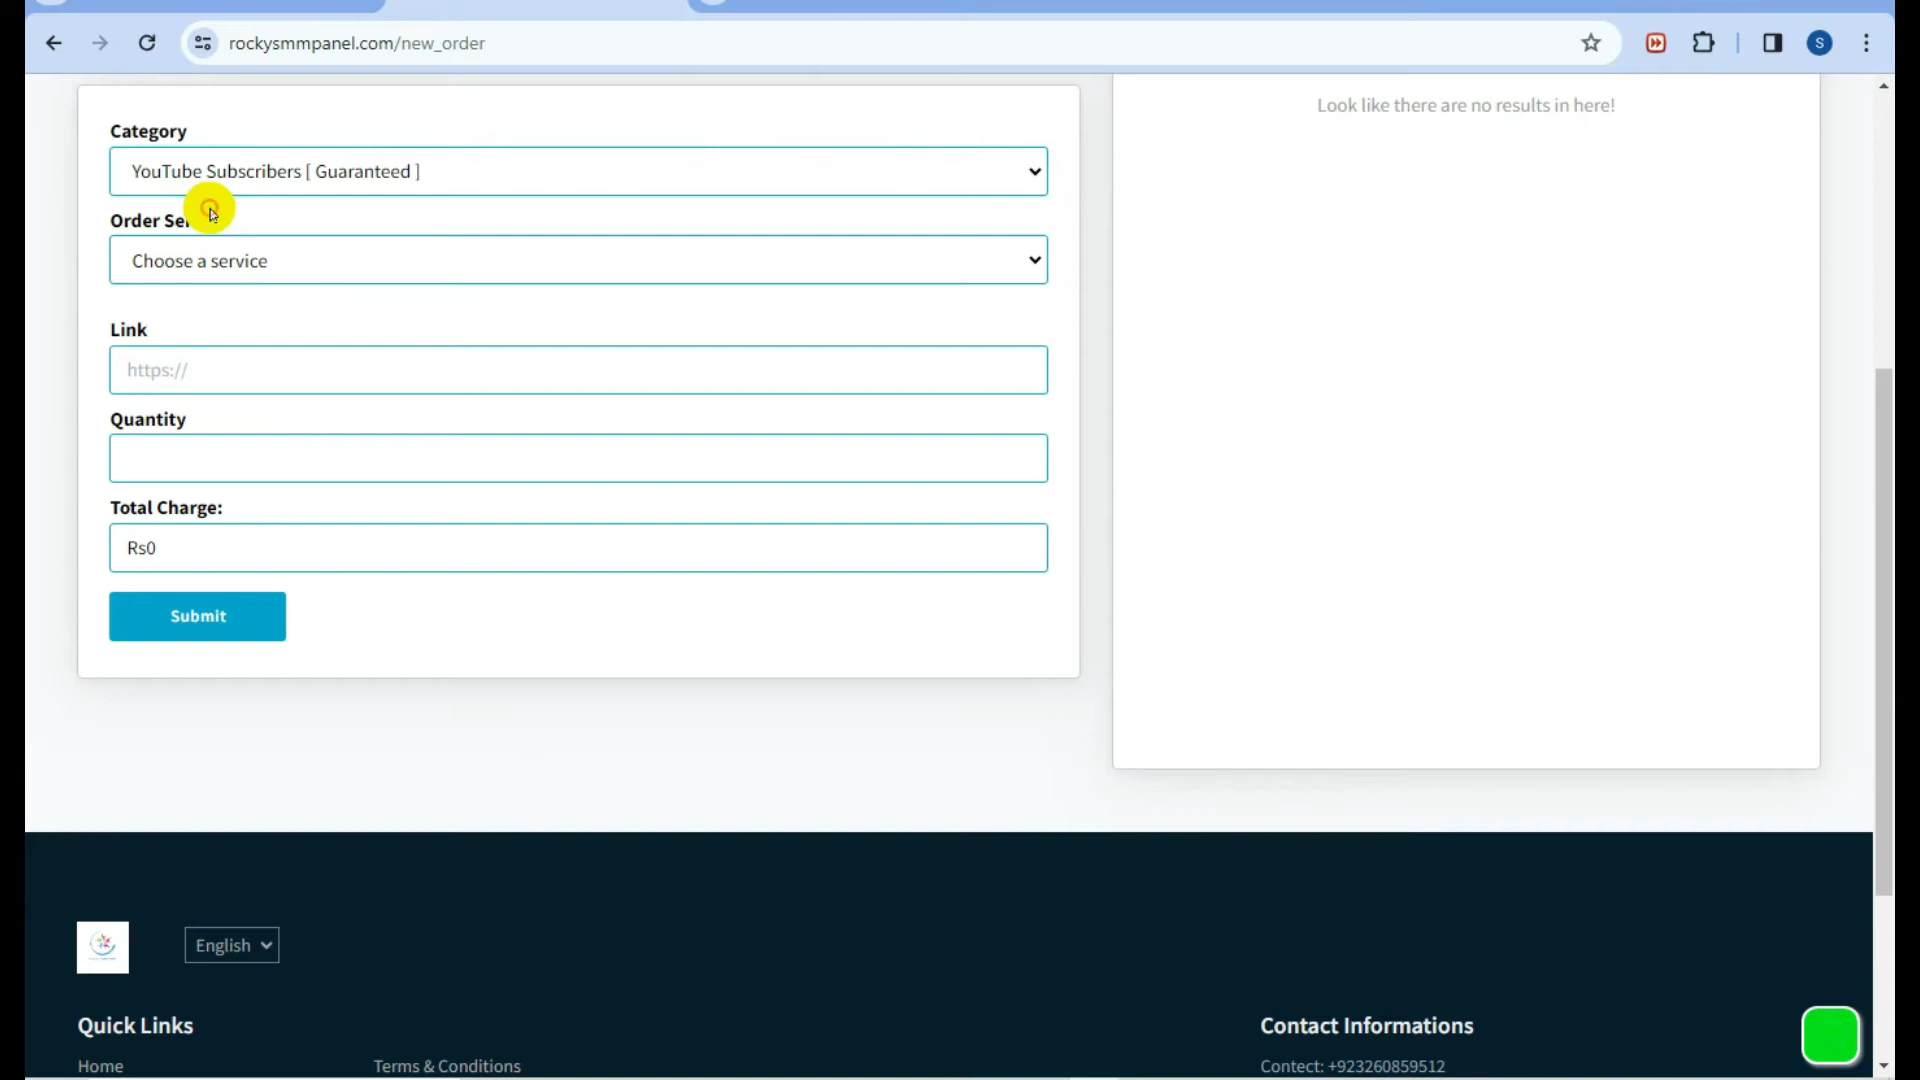 rockysmmpanel.com/new_order
S
Look like there are no results in here!
Category
YouTube Subscribers [ Guaranteed ]
Order Se
Choose a service
Link
https://
Quantity
Total Charge:
Rs0
Submit
English
Quick Links
Contact Informations
Home
Terms & Conditions
Contect: +923260859512